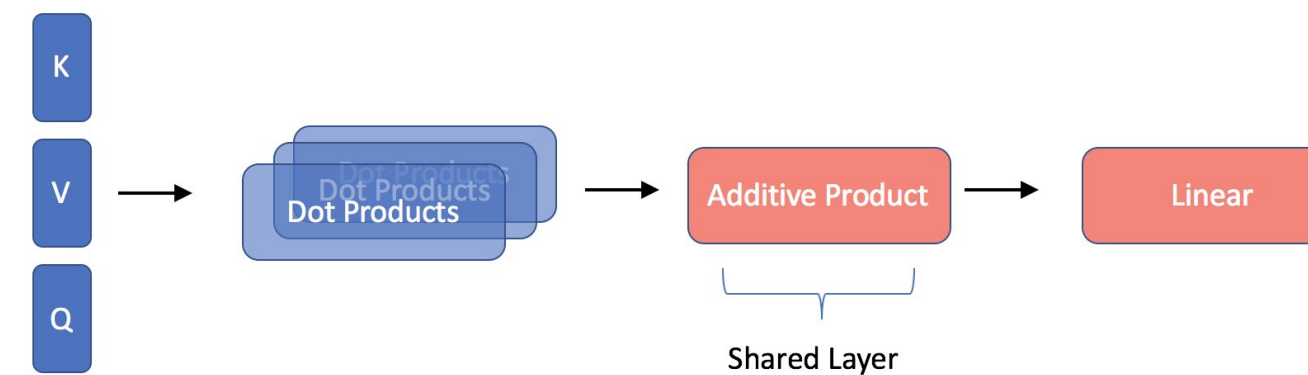 K
V
Q
Dot Products
Dot Products
Dot Products
Additive Product
Linear
Shared Layer